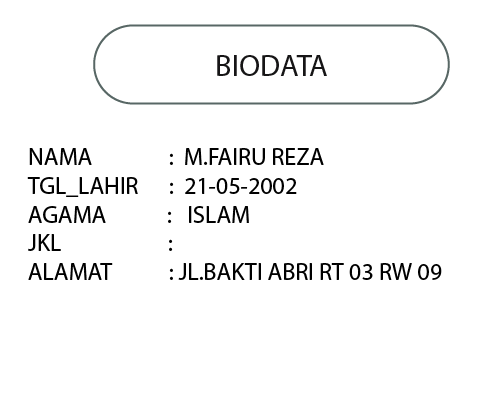 BIODATA
NAMA : M.FAIRU REZA
TGL_LAHIR : 21-05-2002
AGAMA : ISLAM
JKL :
ALAMAT : JL.BAKTI ABRI RT 03 RW 09